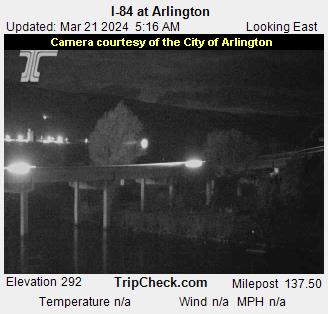 I-84 at Arlington
Updated: Mar 21 2024 5:16 AM Looking East
Camera courtesy of the City of Arlington
Elevation 292 TripCheck.com Milepost 137.50
Temperature n/a Wind n/a MPH n/a